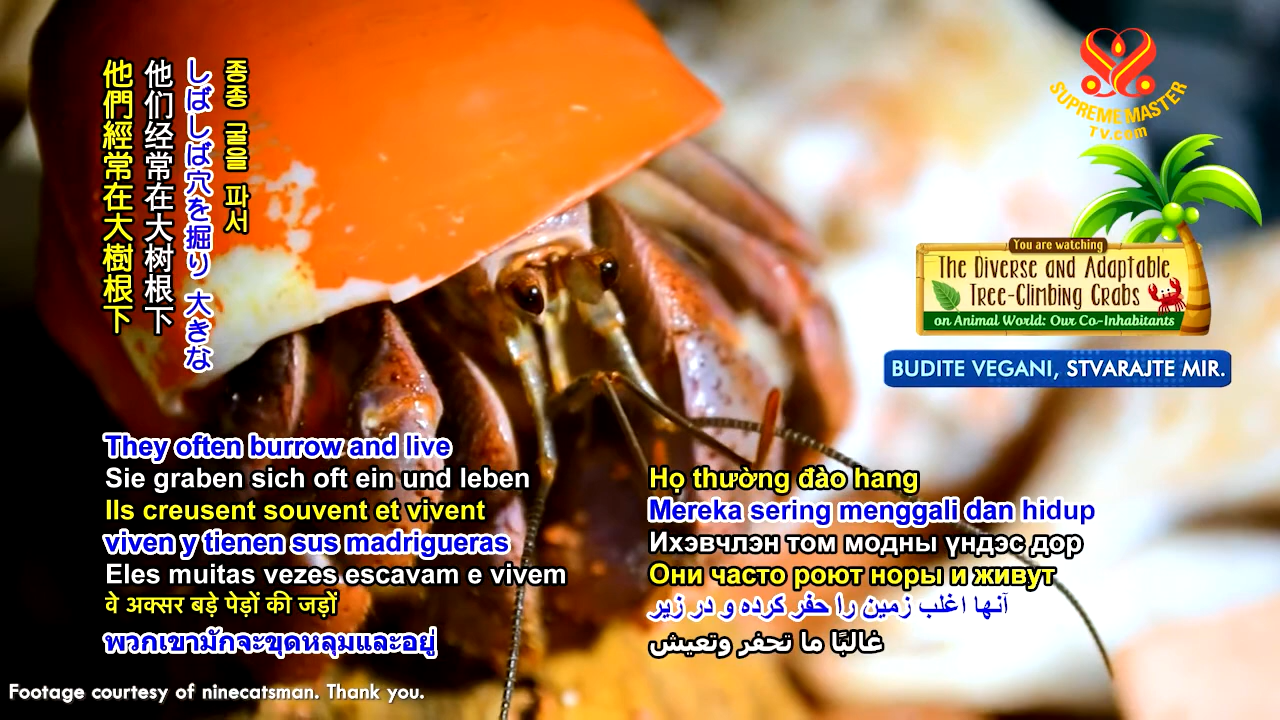 他們經常在大樹根下
他们经常在大树根下
しばしば穴を掘り 大きな
종종 굴을 파서
SUPREME MASTER
TV.com
You are watching
The Diverse and Adaptable
Tree-Climbing Crabs
on Animal World: Our Co-Inhabitants
BUDITE VEGANI, STVARAJTE MIR.
They often burrow and live
Sie graben sich oft ein und leben
Ils creusent souvent et vivent
viven y tienen sus madrigueras
Eles muitas vezes escavam e vivem
वे अक्सर बड़े पेड़ों की जड़ों
พวกเขามักจะขุดหลุมและอยู่
Họ thường đào hang
Mereka sering menggali dan hidup
Ихэвчлэн том модны үндэс дор
Они часто роют норы и живут
آنها اغلب زمین را حفر کرده و در زیر
غالبًا ما تحفر وتعيش
Footage courtesy of ninecatsman. Thank you.